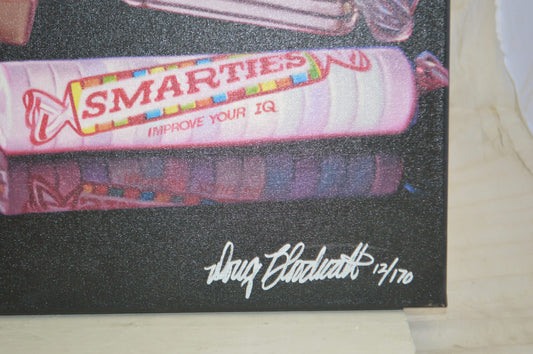 SMARTIES
IMPROVE YOUR IQ
Doug Bloodworth 12/170